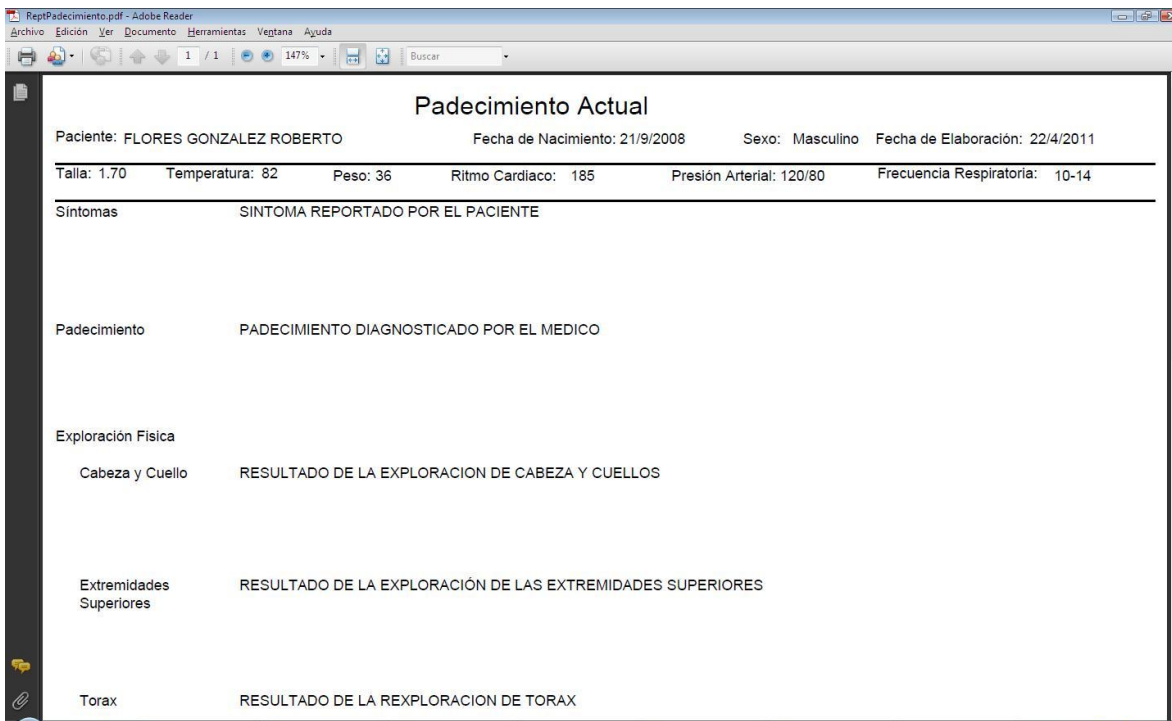 ReptPadecimiento.pdf - Adobe Reader
Archivo Edición Ver Documento Herramientas Ventana Ayuda
1 / 1 147% Buscar
Padecimiento Actual
Paciente: FLORES GONZALEZ ROBERTO Fecha de Nacimiento: 21/9/2008 Sexo: Masculino Fecha de Elaboración: 22/4/2011
Talla: 1.70 Temperatura: 82 Peso: 36 Ritmo Cardiaco: 185 Presión Arterial: 120/80 Frecuencia Respiratoria: 10-14
Síntomas SINTOMA REPORTADO POR EL PACIENTE
Padecimiento PADECIMIENTO DIAGNOSTICADO POR EL MEDICO
Exploración Fisica
Cabeza y Cuello RESULTADO DE LA EXPLORACION DE CABEZA Y CUELLOS
Extremidades RESULTADO DE LA EXPLORACIÓN DE LAS EXTREMIDADES SUPERIORES
Superiores
Torax RESULTADO DE LA REXPLORACION DE TORAX